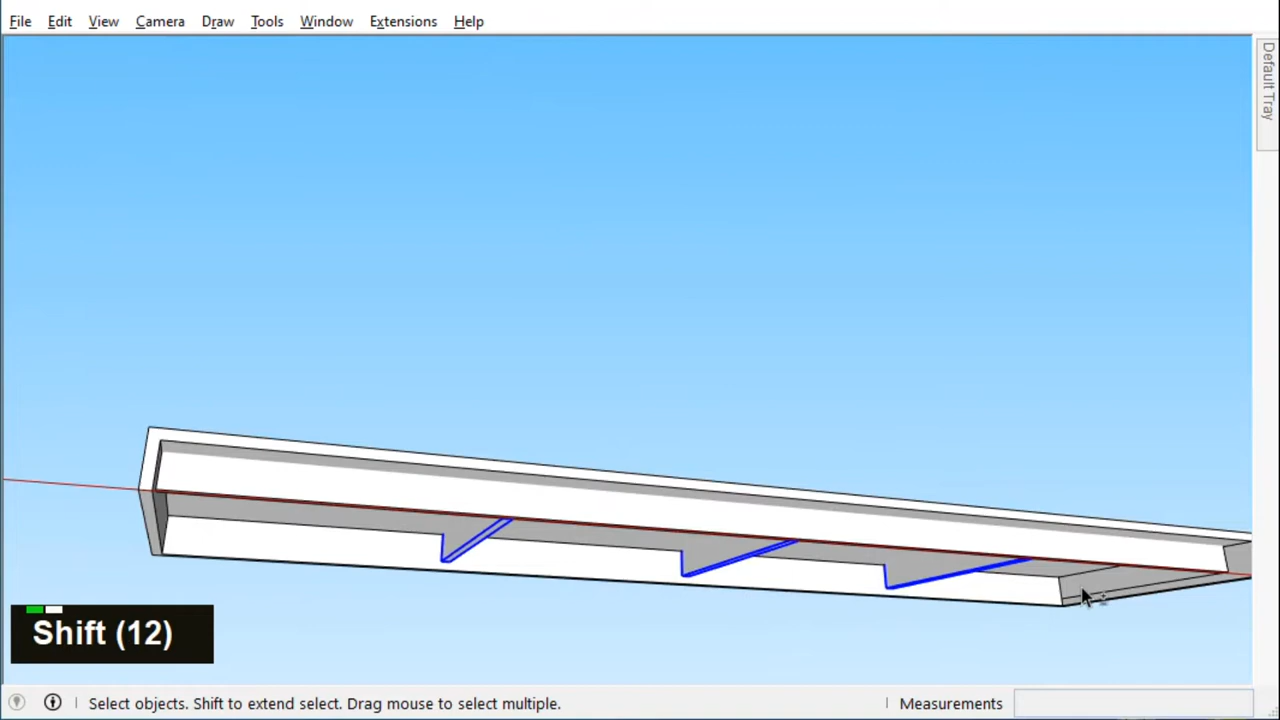 File Edit View Camera Draw Tools Window Extensions Help
Default Tray
Shift (12)
Select objects. Shift to extend select. Drag mouse to select multiple.
Measurements